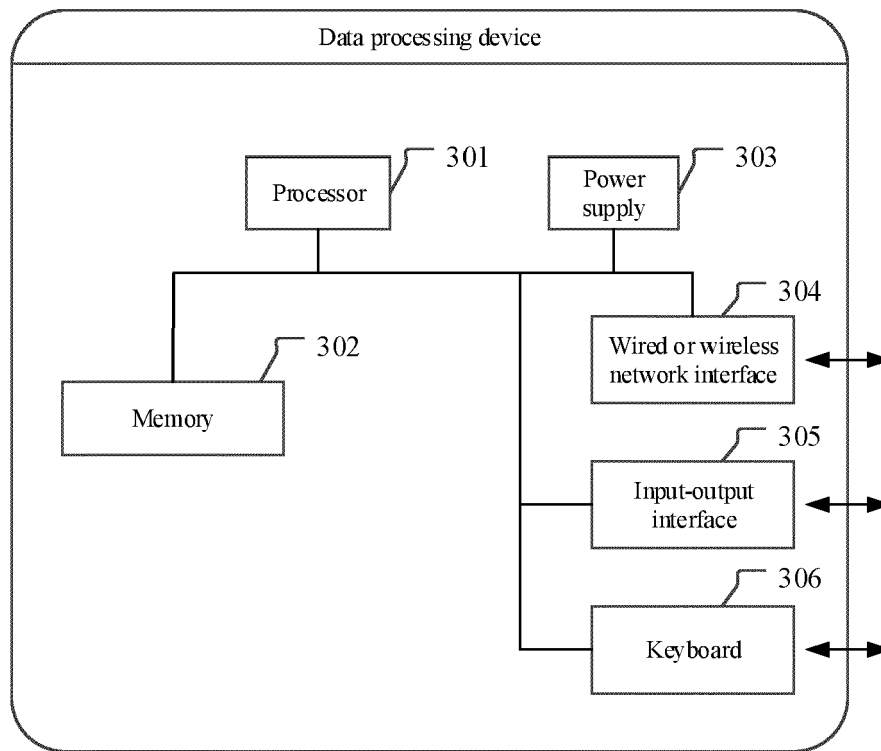 Data processing device
301
Processor
303
Power
supply
304
Wired or wireless
network interface
302
Memory
305
Input-output
interface
306
Keyboard